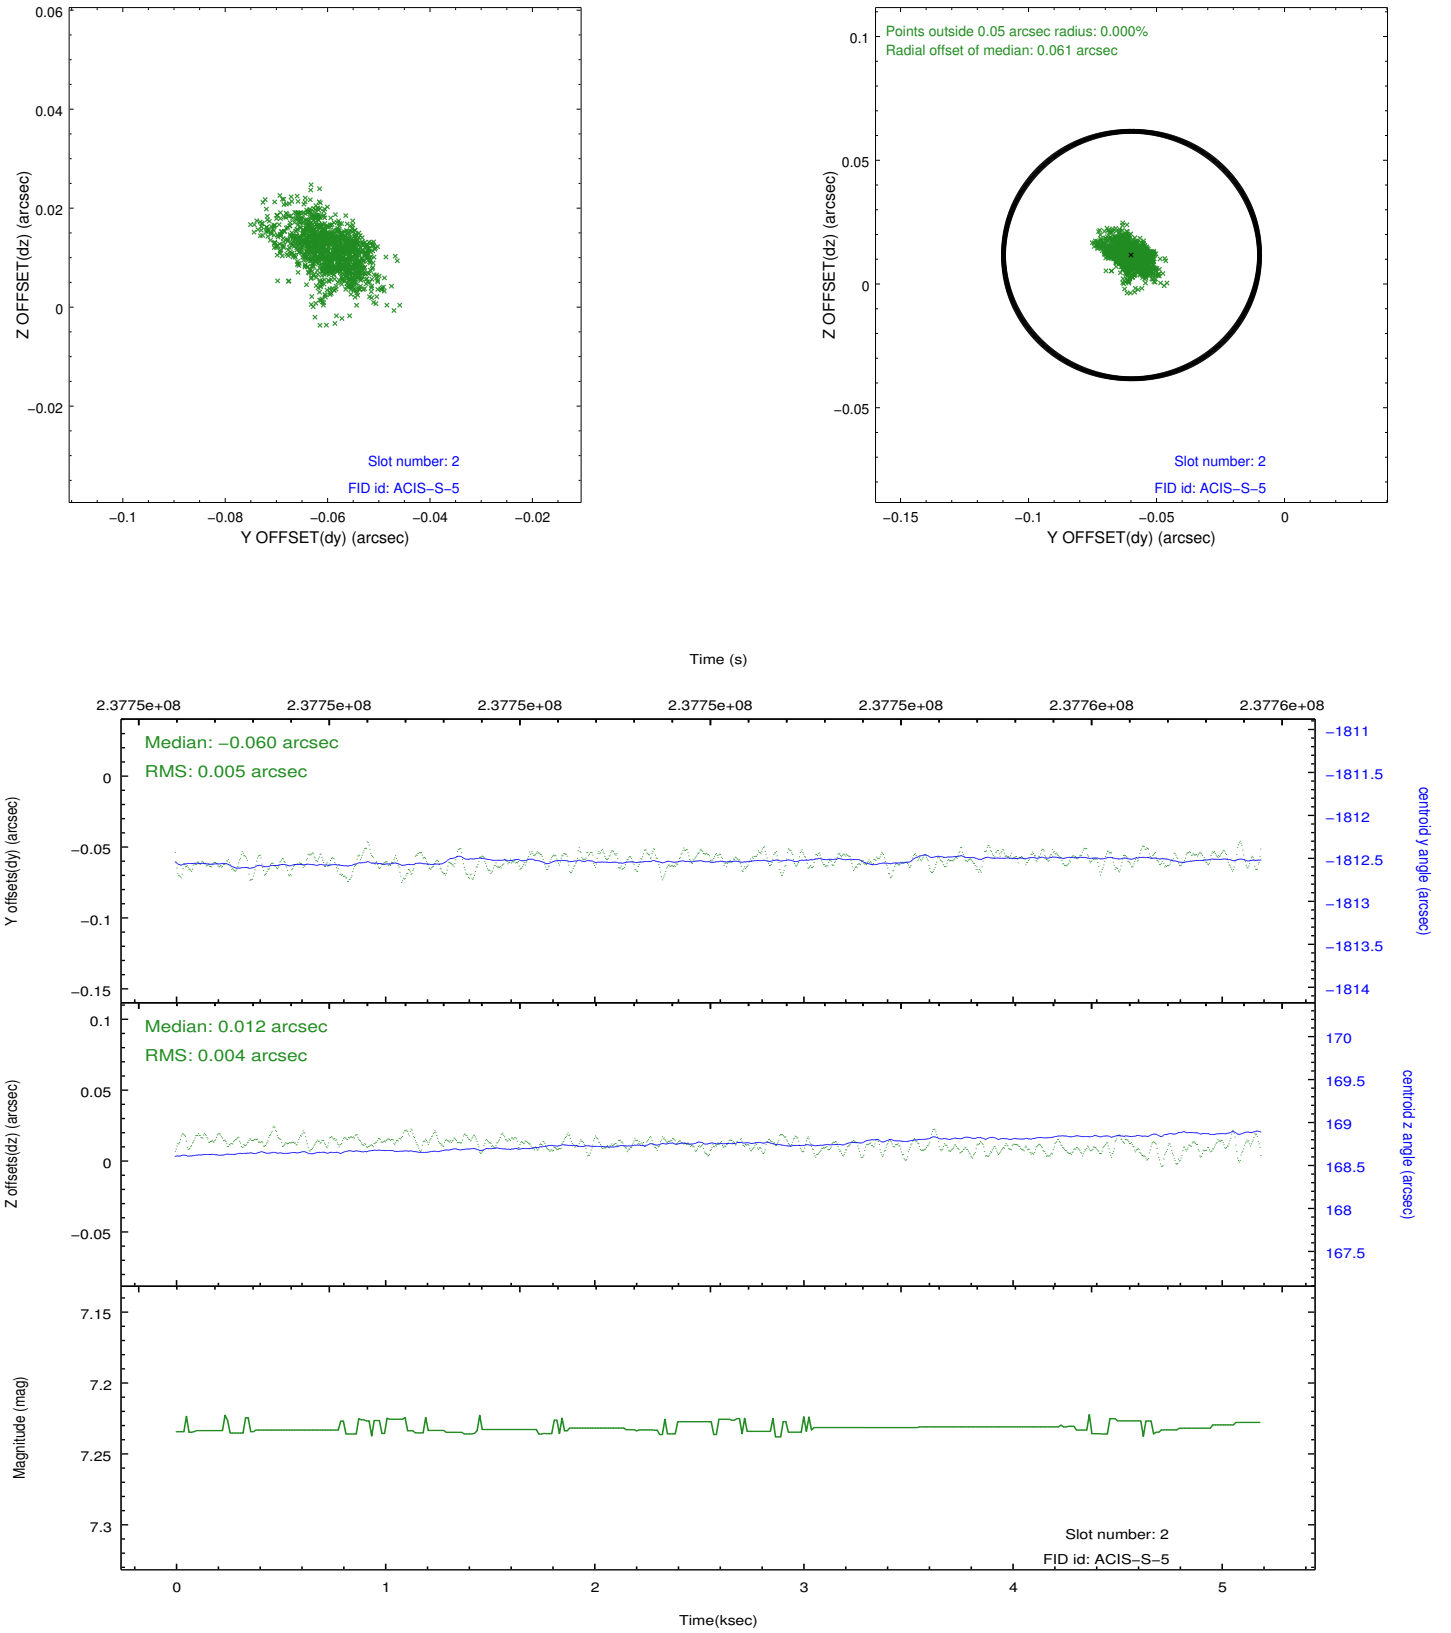 0.06
0.04
0.02
0
−0.02
Z OFFSET(dz) (arcsec)
Slot number: 2
FID id: ACIS−S−5
−0.1
−0.08
−0.06
−0.04
−0.02
Y OFFSET(dy) (arcsec)
Points outside 0.05 arcsec radius: 0.000%
Radial offset of median: 0.061 arcsec
0.1
0.05
0
−0.05
Z OFFSET(dz) (arcsec)
Slot number: 2
FID id: ACIS−S−5
−0.15
−0.1
−0.05
0
Y OFFSET(dy) (arcsec)
Time (s)
2.3775e+08
2.3775e+08
2.3775e+08
2.3775e+08
2.3775e+08
2.3776e+08
2.3776e+08
Median: −0.060 arcsec
RMS: 0.005 arcsec
0
−0.05
−0.1
−0.15
Y offsets(dy) (arcsec)
−1811
−1811.5
−1812
−1812.5
−1813
−1813.5
−1814
centroid y angle (arcsec)
Median: 0.012 arcsec
RMS: 0.004 arcsec
0.1
0.05
0
−0.05
Z offsets(dz) (arcsec)
170
169.5
169
168.5
168
167.5
centroid z angle (arcsec)
7.15
7.2
7.25
7.3
Magnitude (mag)
Slot number: 2
FID id: ACIS−S−5
0
1
2
3
4
5
Time(ksec)